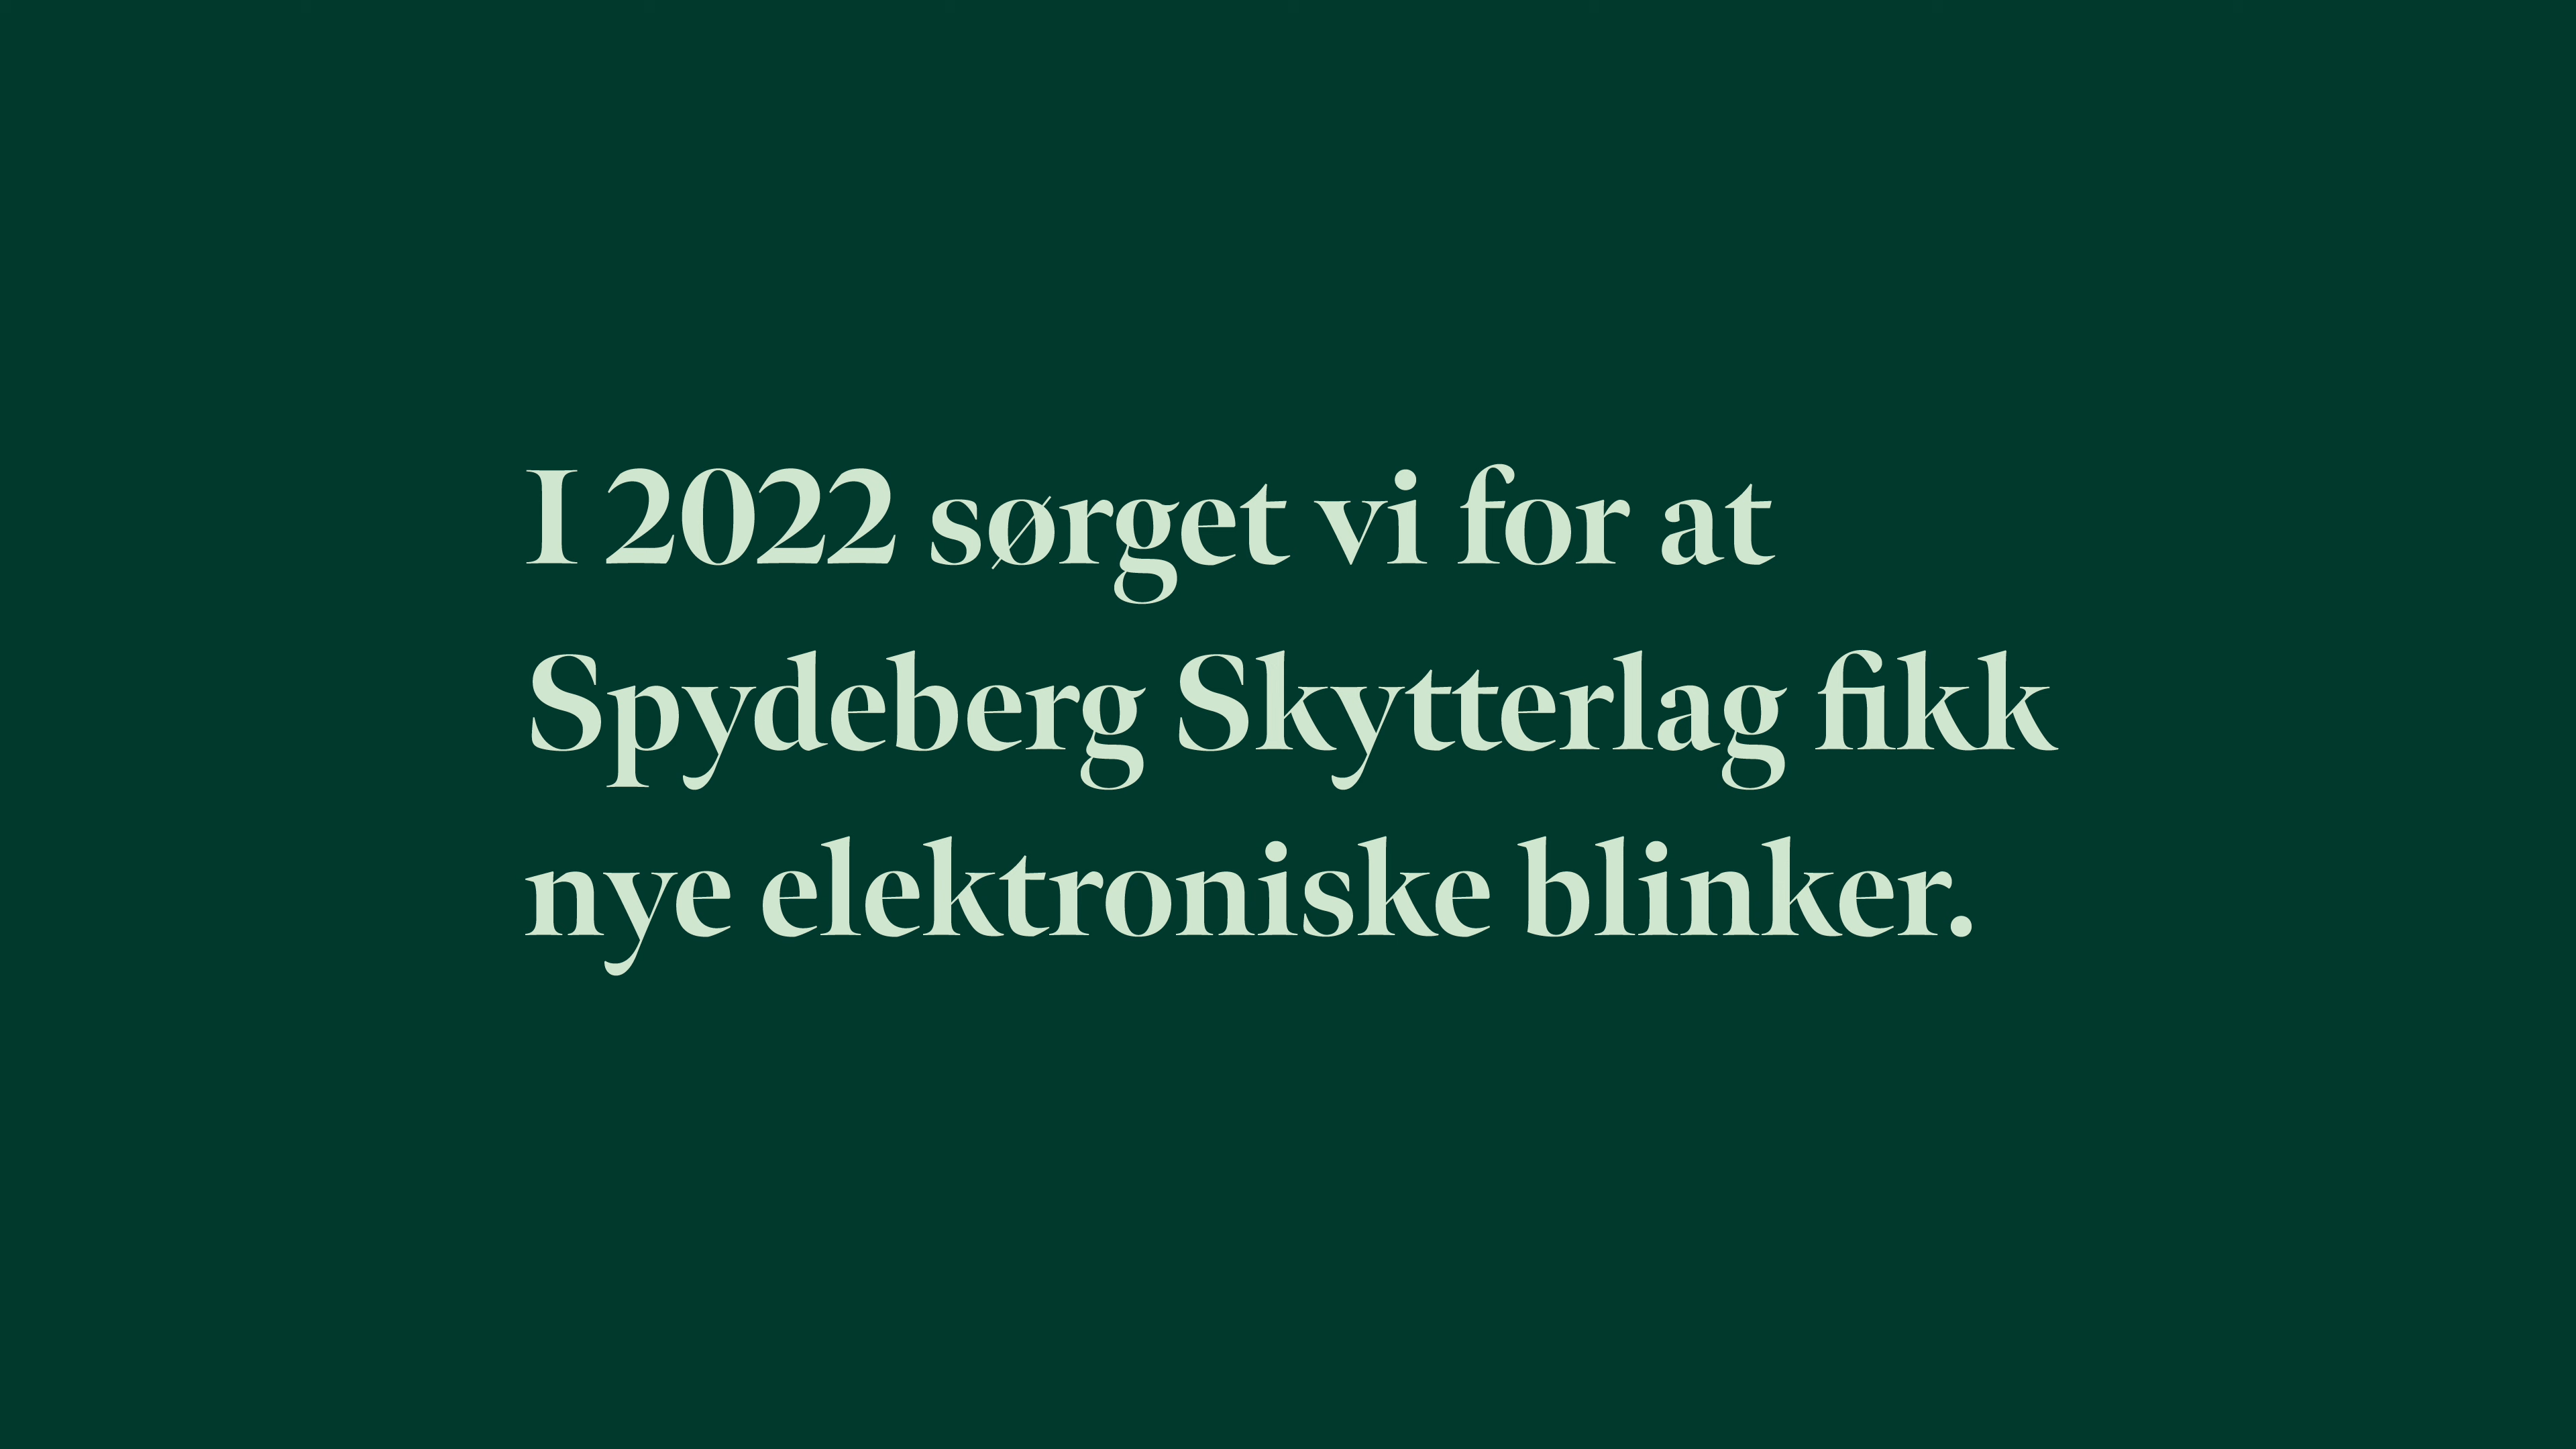 I 2022 sørget vi for at
Spydeberg Skytterlag fikk
nye elektroniske blinker.